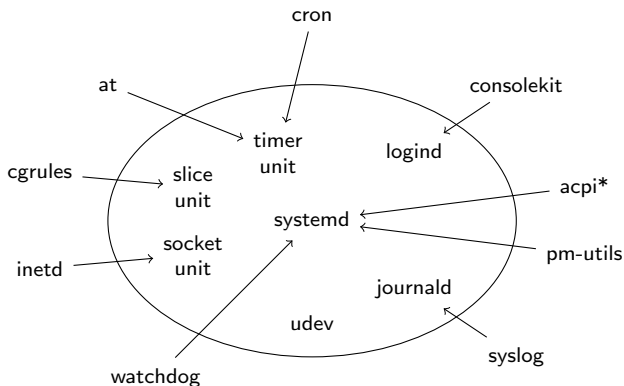 cron
at
consolekit
timer
unit
logind
cgrules
slice
unit
acpi*
systemd
socket
unit
pm-utils
inetd
journald
udev
syslog
watchdog